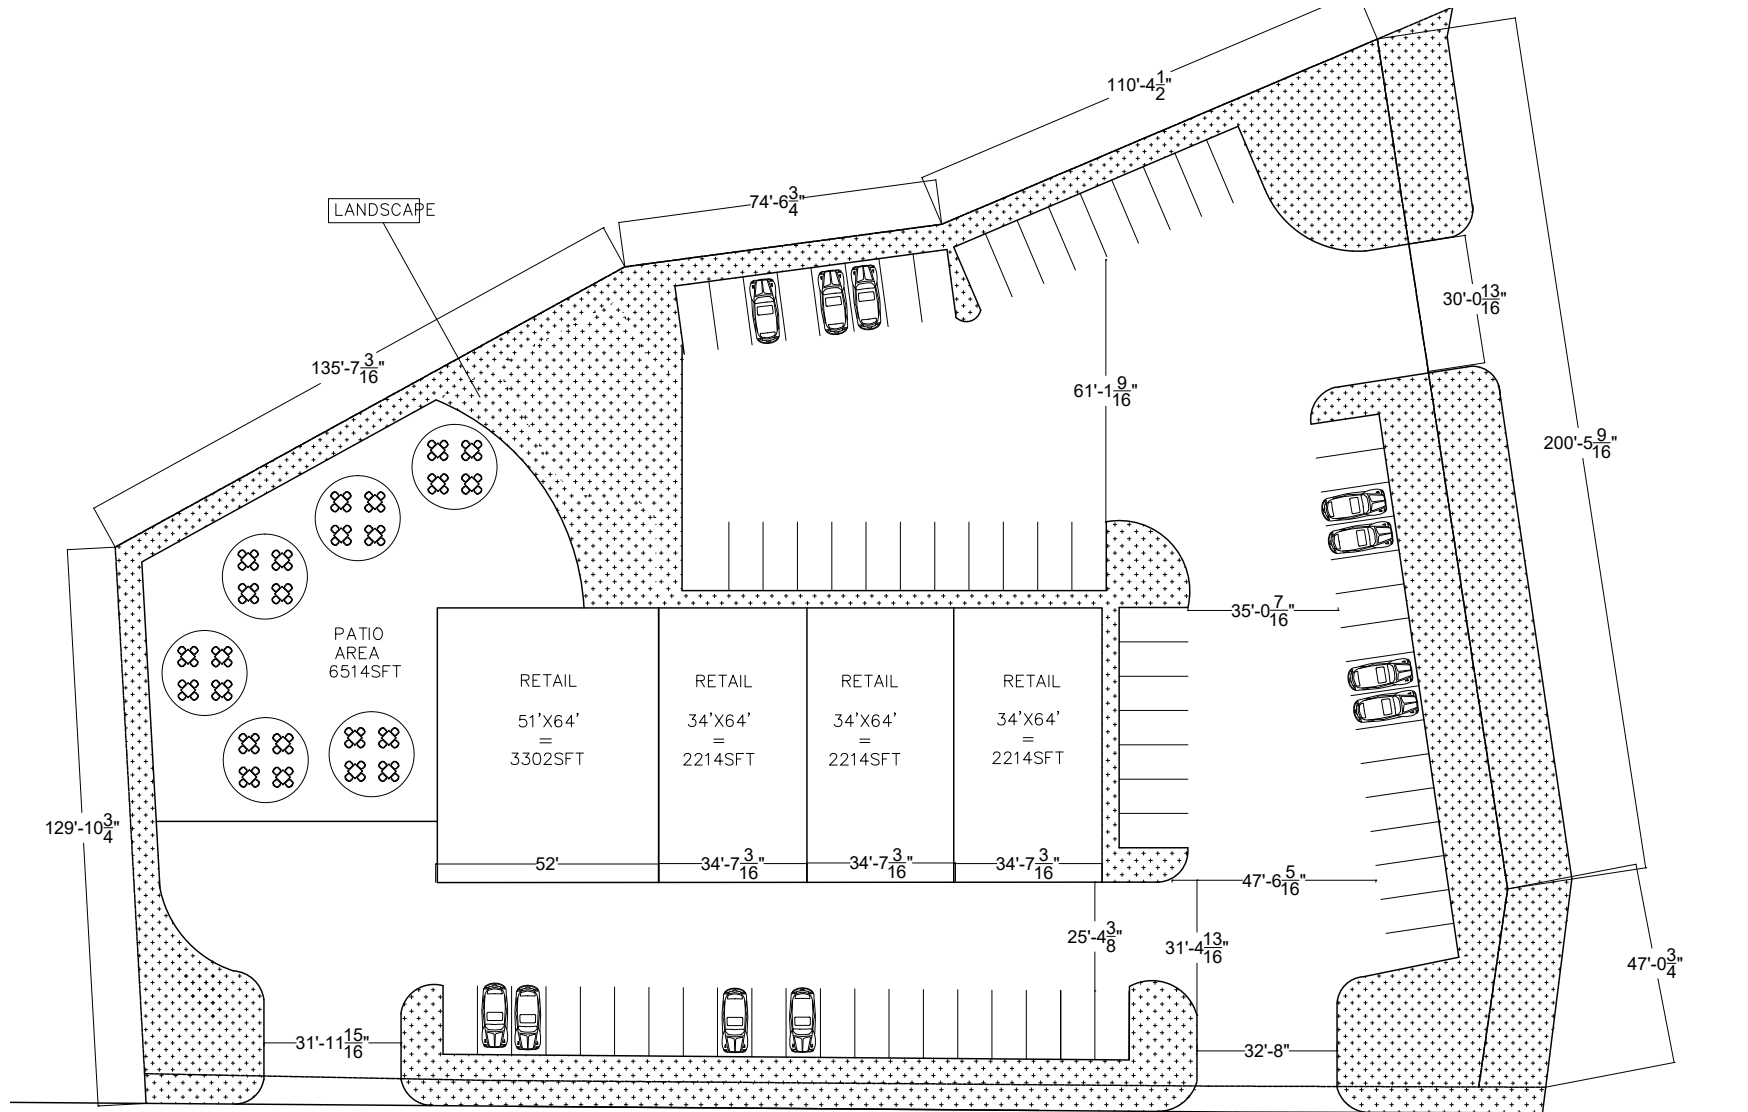 110'-4 1/2"
74'-6 3/4"
LANDSCAPE
30'-0 13/16"
135'-7 3/16"
61'-1 9/16"
200'-5 9/16"
35'-0 7/16"
PATIO
AREA
6514SFT
RETAIL
51'X64'
=
3302SFT
RETAIL
34'X64'
=
2214SFT
RETAIL
34'X64'
=
2214SFT
RETAIL
34'X64'
=
2214SFT
129'-10 3/4"
52'
34'-7 3/16"
34'-7 3/16"
34'-7 3/16"
47'-6 5/16"
25'-4 3/8"
31'-4 13/16"
47'-0 3/4"
31'-11 15/16"
32'-8"